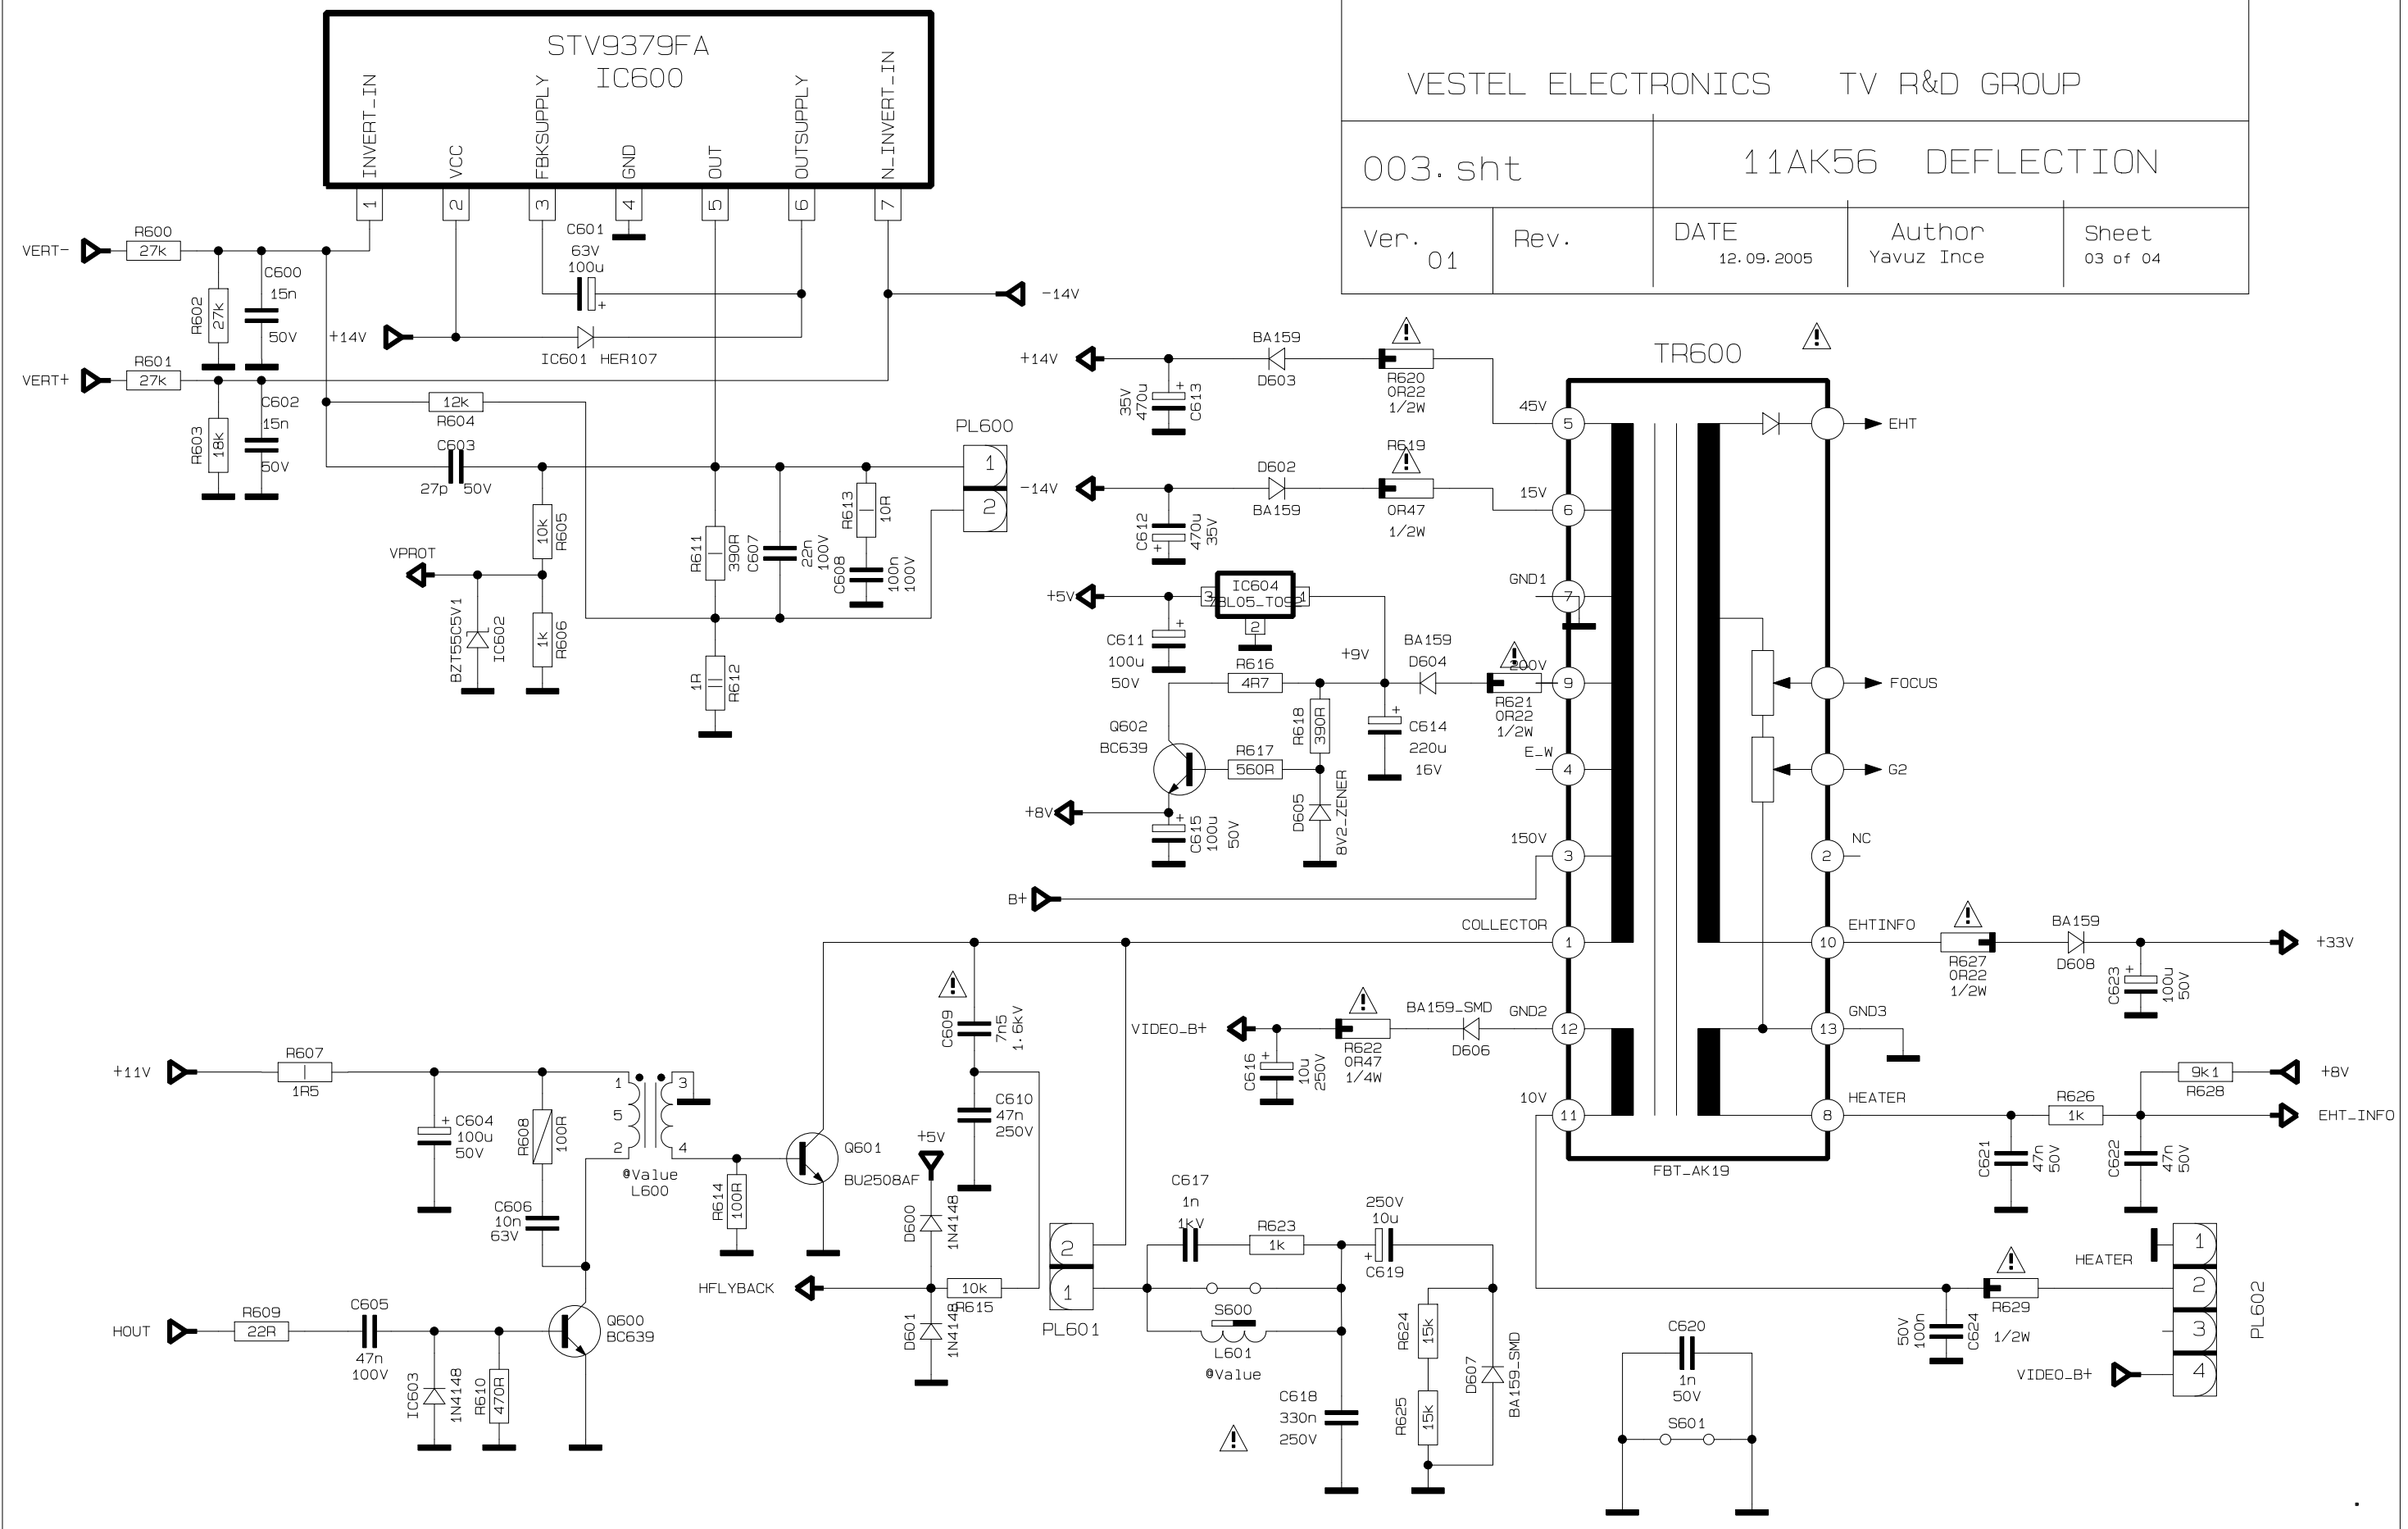 STV9379FA
IC600
INVERT_IN
VCC
FBKSUPPLY
GND
OUT
OUTSUPPLY
N_INVERT_IN
1
2
3
4
5
6
7
VESTEL ELECTRONICS TV R&D GROUP
003.sht
11AK56 DEFLECTION
Ver. 01
Rev.
DATE
12.09.2005
Author
Yavuz Ince
Sheet
03 of 04
VERT-
R600
27k
R602
27k
C600
15n
50V
+14V
C601
63V
100u
+
IC601 HER107
-14V
VERT+
R601
27k
R603
18k
C602
15n
50V
12k
R604
C603
27p 50V
10k
R605
VPROT
BZT55C5V1
IC602
1k
R606
R611
390R
C607
22n
100V
R613
10R
C608
100n
100V
1R
R612
PL600
1
2
+14V
35V
470u
+
C613
BA159
D603
R620
0R22
1/2W
-14V
C612
+
470u
35V
D602
BA159
R619
0R47
1/2W
+5V
C611
100u
50V
+
3
IC604
78L05_TO92
1
2
+9V
R616
4R7
Q602
BC639
R617
560R
R618
390R
D605
8V2_ZENER
BA159
D604
+
C614
220u
16V
R621
0R22
1/2W
+8V
+
C615
100u
50V
B+
TR600
45V
5
15V
6
GND1
7
200V
9
E_W
4
150V
3
COLLECTOR
1
GND2
12
10V
11
EHT
FOCUS
G2
NC
2
EHTINFO
10
GND3
13
HEATER
8
FBT_AK19
R627
0R22
1/2W
BA159
D608
C623
+
100u
50V
+33V
9k1
R628
+8V
R626
1k
EHT_INFO
C621
47n
50V
C622
47n
50V
VIDEO_B+
C616
+
10u
250V
R622
0R47
1/4W
BA159_SMD
D606
+11V
R607
1R5
+
C604
100u
50V
R608
100R
C606
10n
63V
1
5
2
3
4
@Value
L600
R614
100R
Q601
BU2508AF
C609
7n5
1.6kV
C610
47n
250V
+5V
D600
1N4148
HFLYBACK
10k
R615
D601
1N4148
HOUT
R609
22R
C605
47n
100V
IC603
1N4148
R610
470R
Q600
BC639
2
1
PL601
C617
1n
1kV
R623
1k
S600
L601
@Value
250V
10u
+
C619
C618
330n
250V
R624
15k
R625
15k
D607
BA159_SMD
C620
1n
50V
S601
50V
100n
C624
R629
1/2W
HEATER
VIDEO_B+
1
2
3
4
PL602